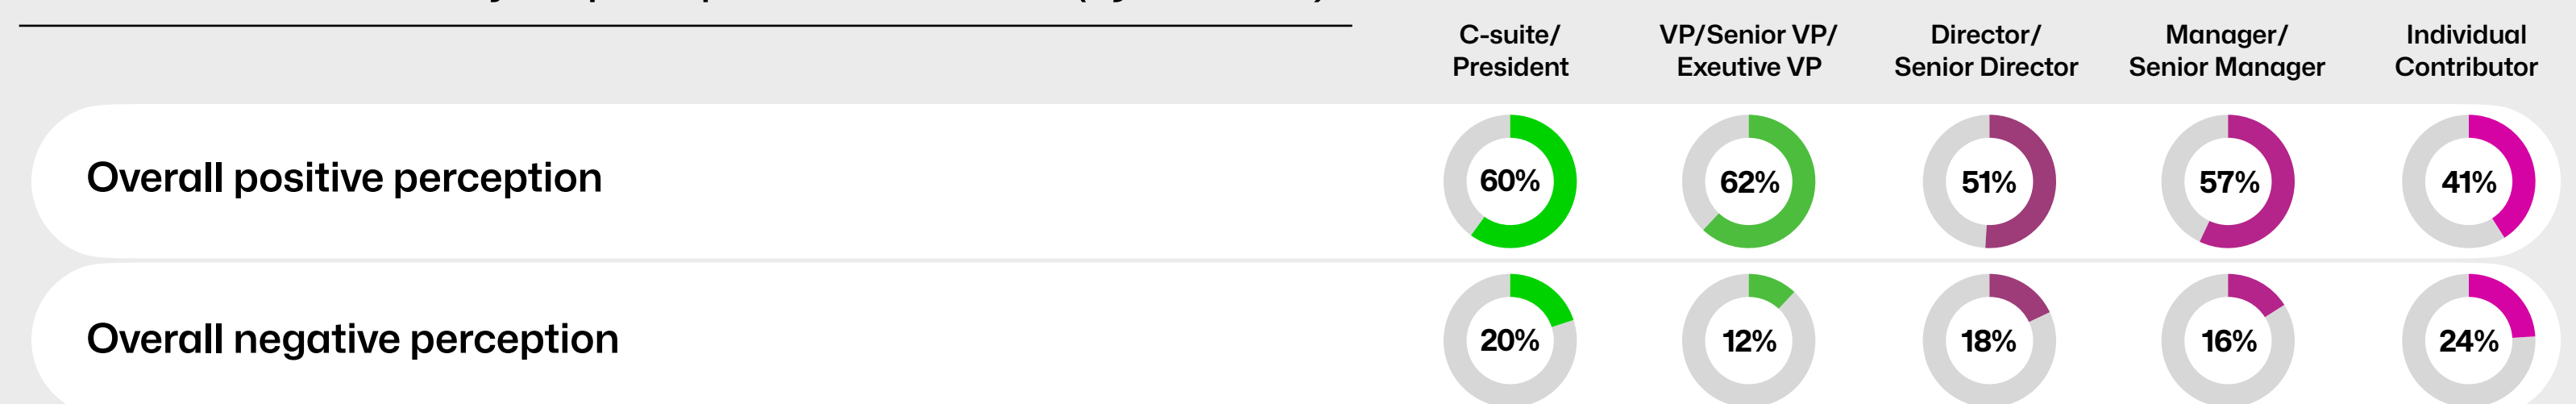 C-suite/
President
VP/Senior VP/
Exeutive VP
Director/
Senior Director
Manager/
Senior Manager
Individual
Contributor
Overall positive perception
60%
62%
51%
57%
41%
Overall negative perception
20%
12%
18%
16%
24%